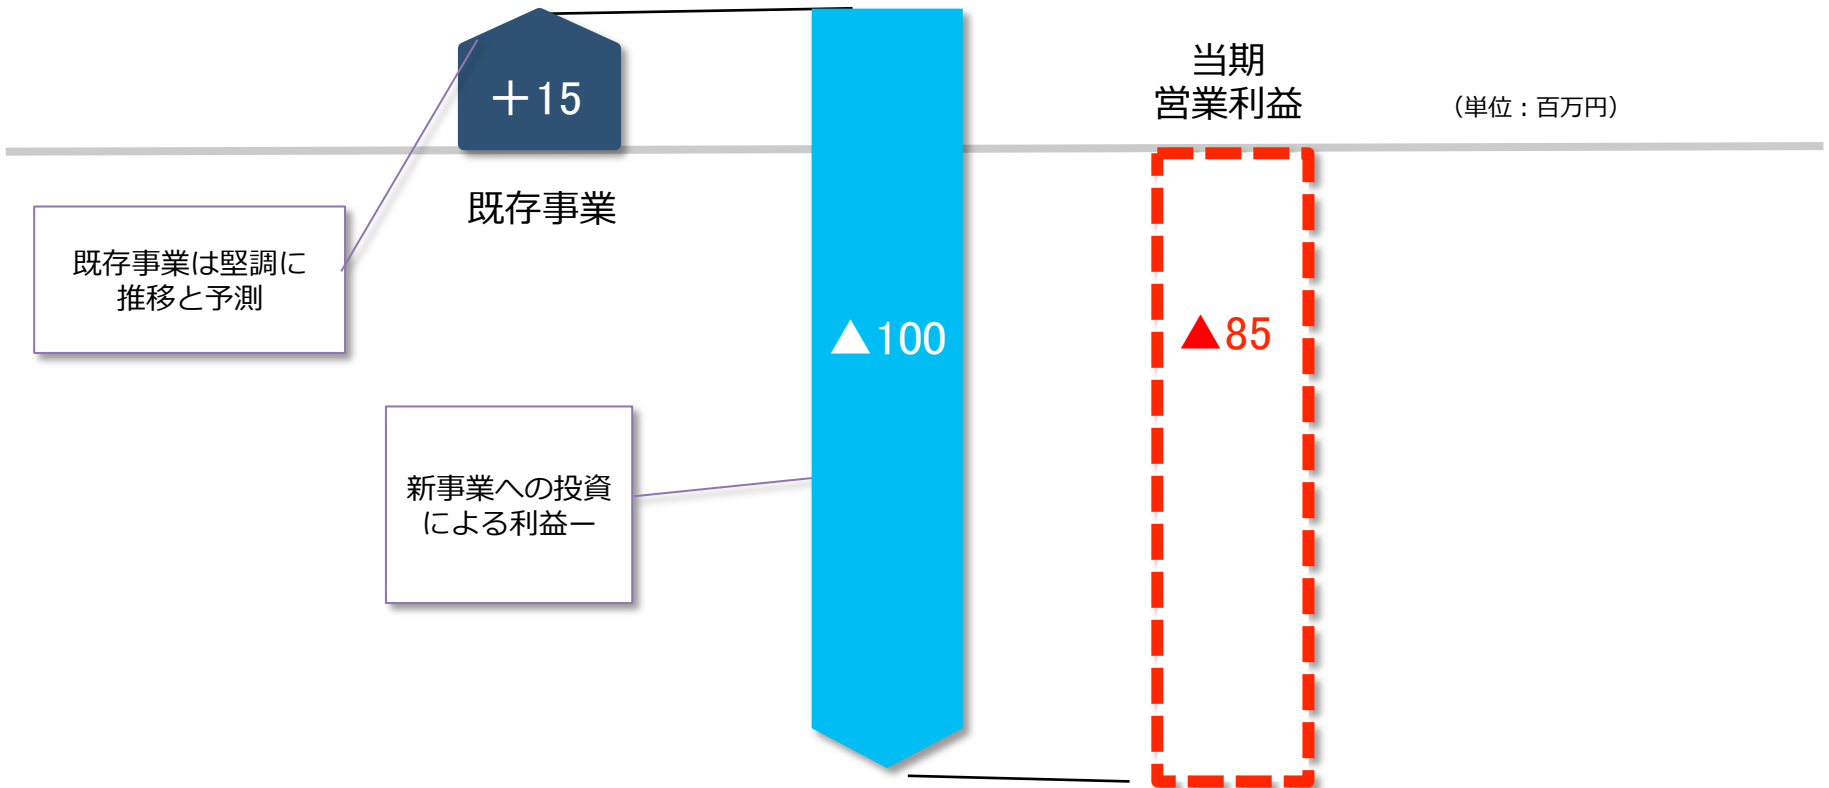 ＋15
当期
営業利益
（単位：百万円）
既存事業
既存事業は堅調に
推移と予測
▲100
▲85
新事業への投資
による利益ー